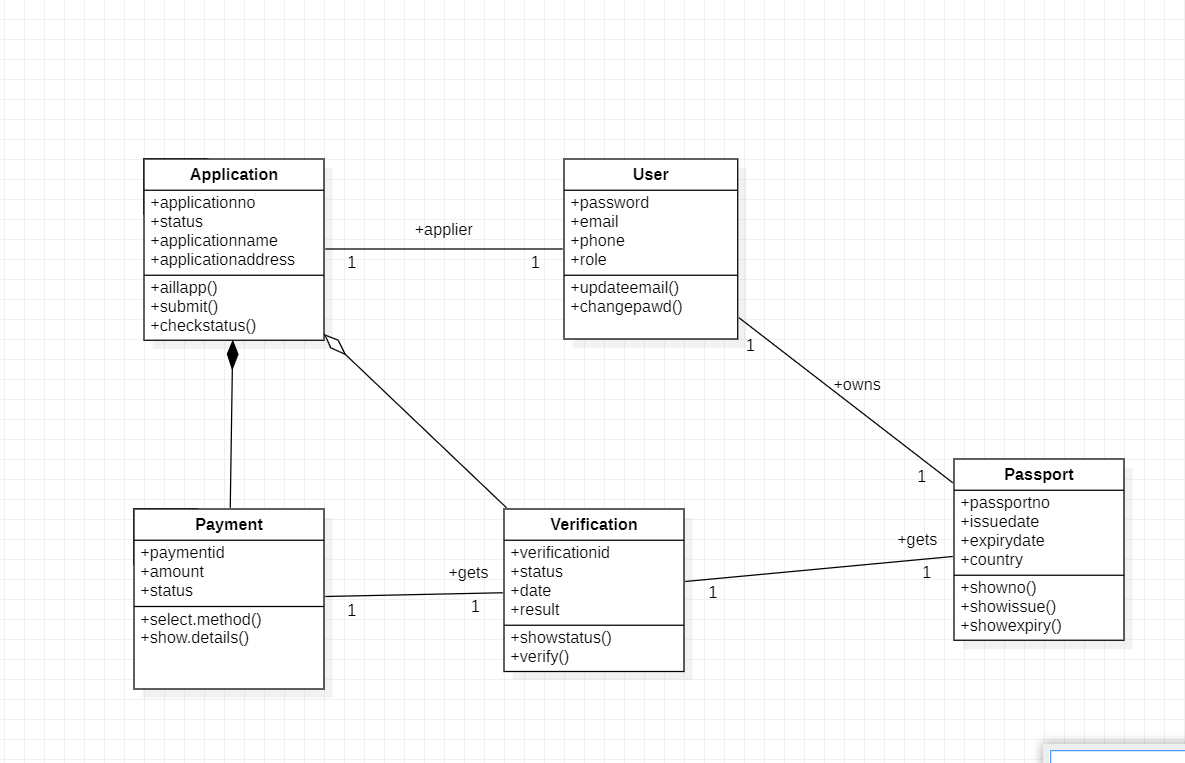 Application
+applicationno
+status
+applicationname
+applicationaddress
+aillapp()
+submit()
+checkstatus()
+applier
1
1
User
+password
+email
+phone
+role
+updateemail()
+changepawd()
1
+owns
1
Payment
+paymentid
+amount
+status
+select.method()
+show.details()
+gets
1
1
Verification
+verificationid
+status
+date
+result
+showstatus()
+verify()
+gets
1
1
Passport
+passportno
+issuedate
+expirydate
+country
+showno()
+showissue()
+showexpiry()